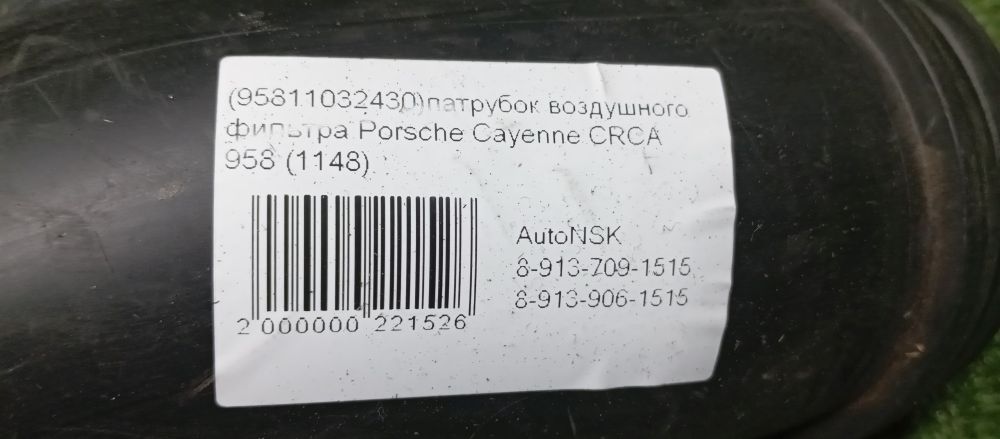 (95811032430)патрубок воздушного
фильтра Porsche Cayenne CRCA
958 (1148)
AutoNSK
8-913-709-1515
8-913-906-1515
2 000000 221526